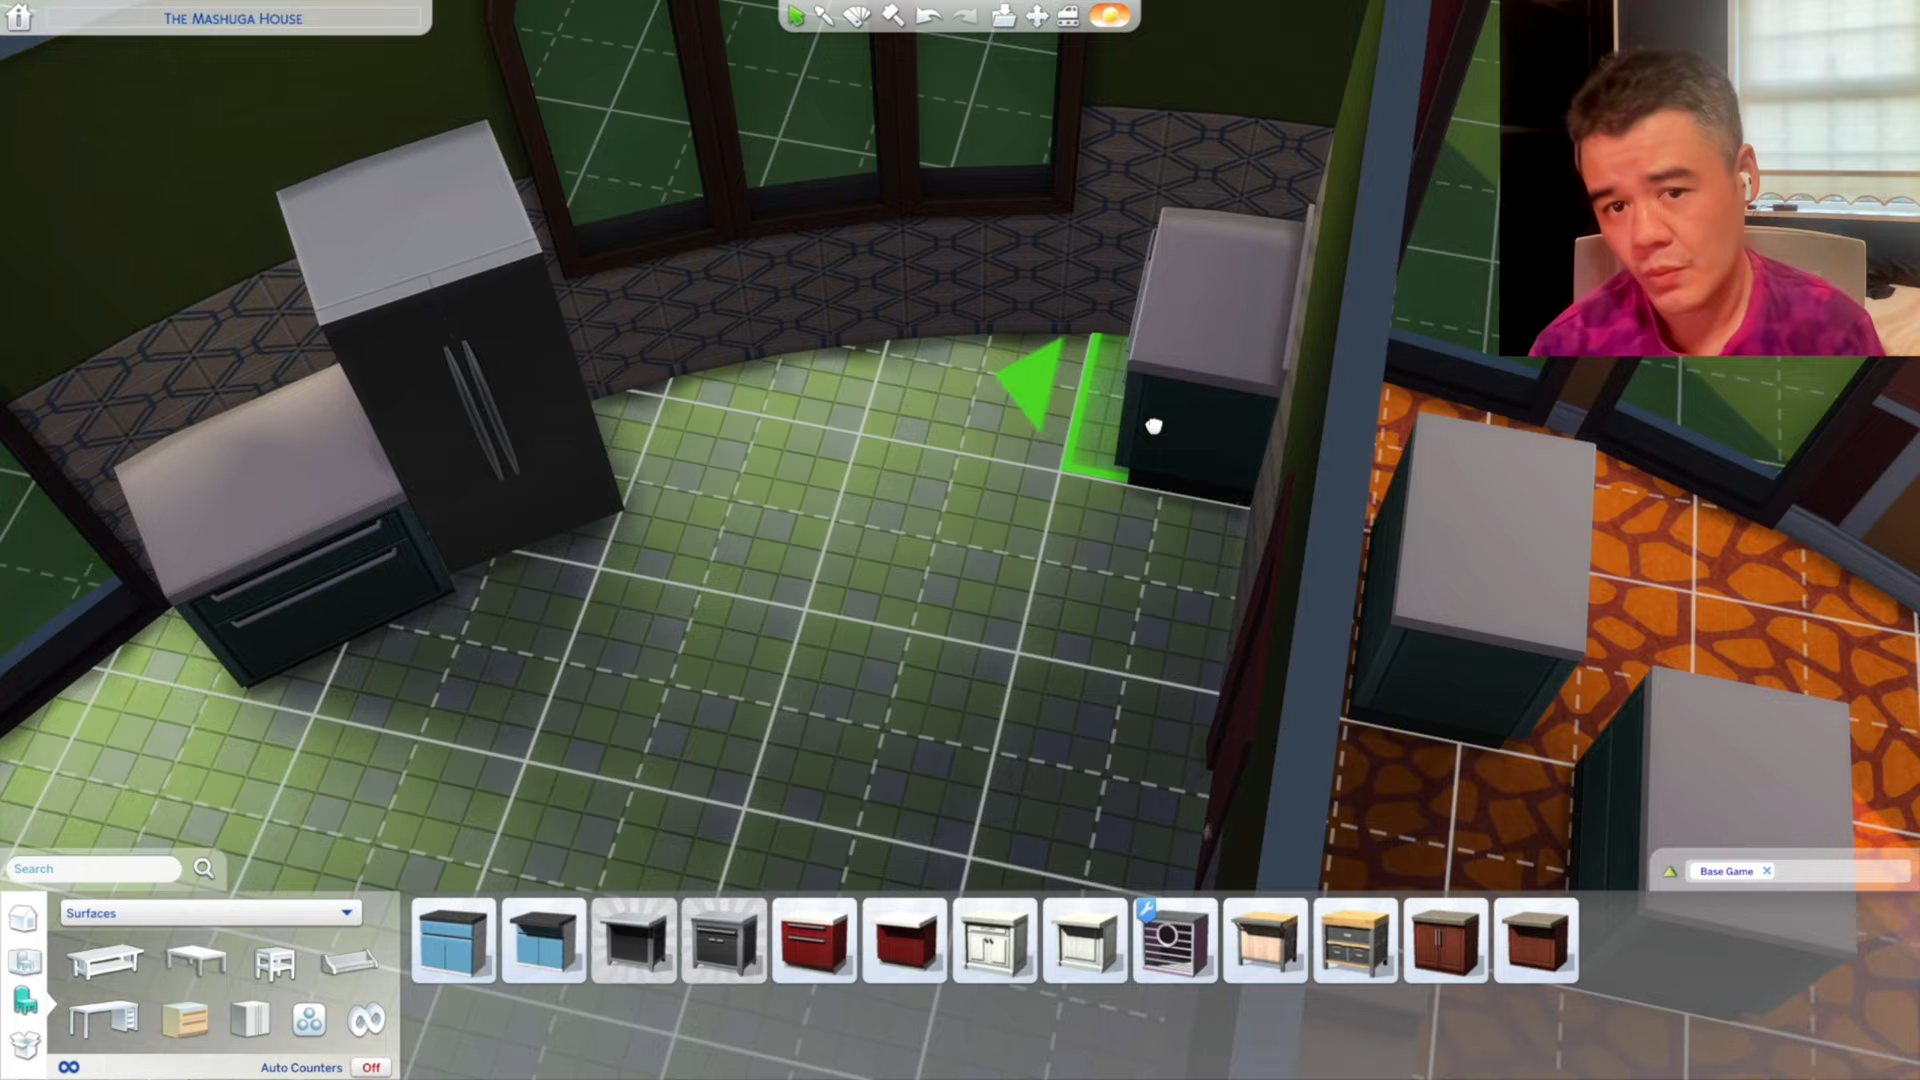 THE MASHUGA HOUSE
Search
Base Game
Surfaces
Auto Counters Off